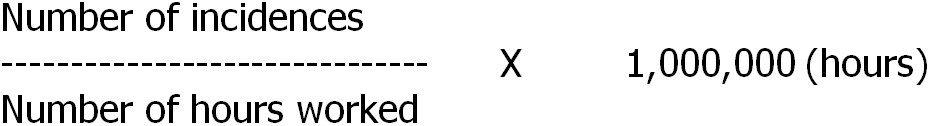 Number of incidences
------------------------------- X 1,000,000 (hours)
Number of hours worked